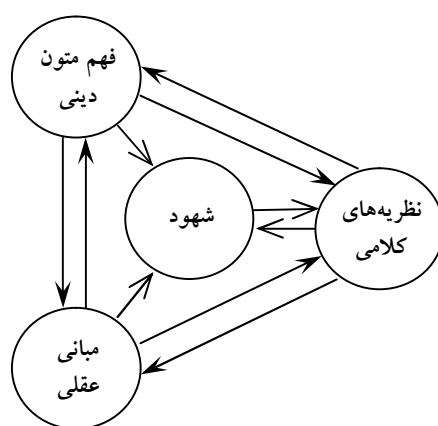 فهم متون
دینی
شهود
نظریه‌های
کلامی
مبانی
عقلی